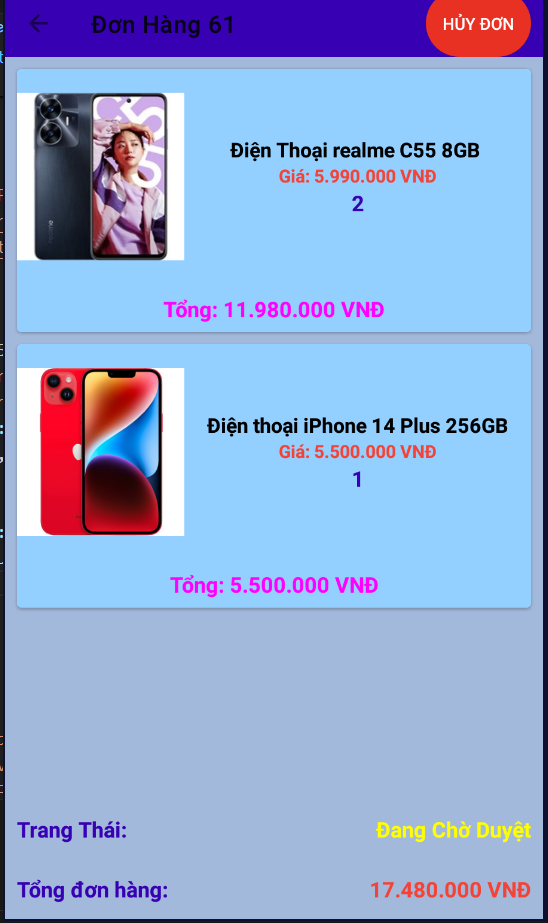 Đơn Hàng 61
HỦY ĐƠN
Điện Thoại realme C55 8GB
Giá: 5.990.000 VNĐ
2
Tổng: 11.980.000 VNĐ
Điện thoại iPhone 14 Plus 256GB
Giá: 5.500.000 VNĐ
1
Tổng: 5.500.000 VNĐ
Trang Thái:
Đang Chờ Duyệt
Tổng đơn hàng:
17.480.000 VNĐ